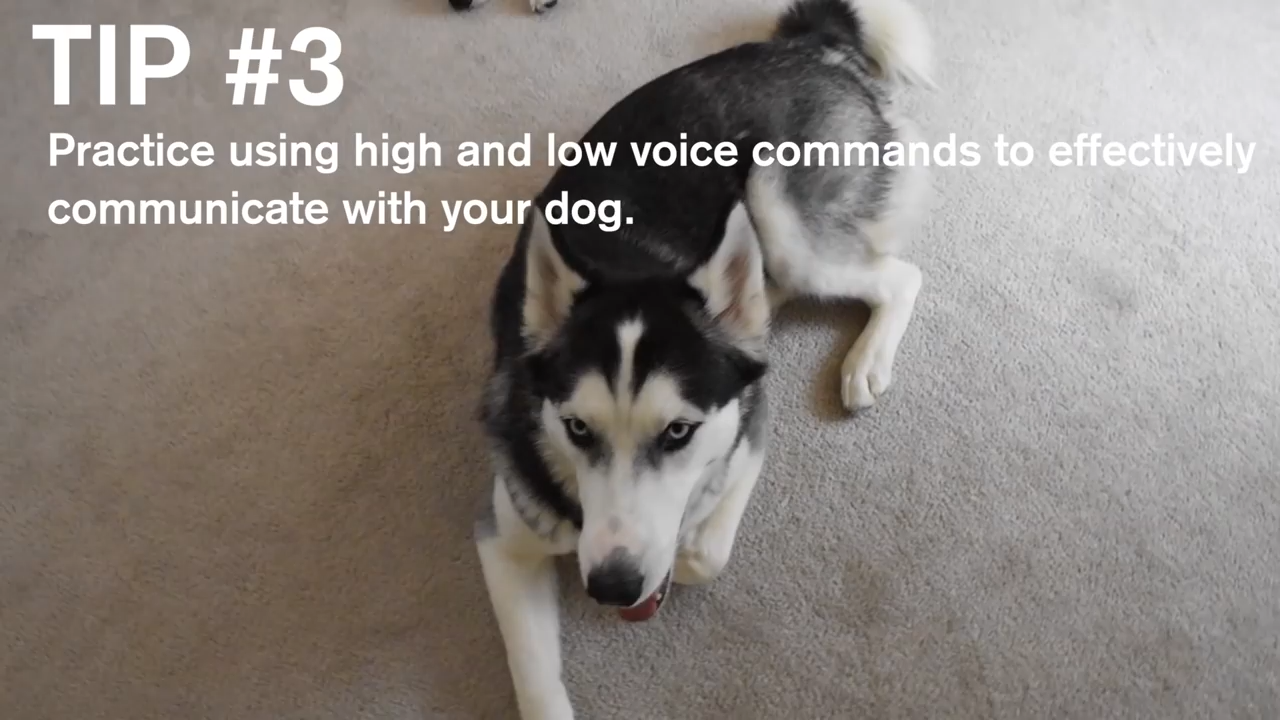 TIP #3
Practice using high and low voice commands to effectively
communicate with your dog.